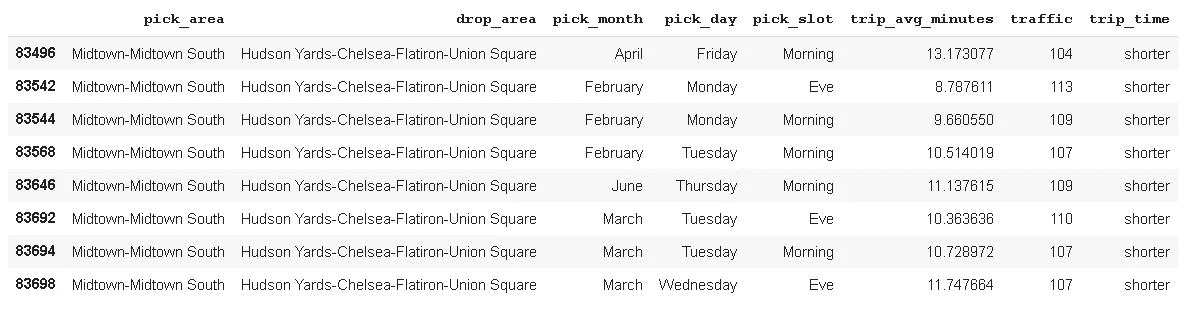 pick_area drop_area pick_month pick_day pick_slot trip_avg_minutes traffic trip_time
83496 Midtown-Midtown South Hudson Yards-Chelsea-Flatiron-Union Square April Friday Morning 13.173077 104 shorter
83542 Midtown-Midtown South Hudson Yards-Chelsea-Flatiron-Union Square February Monday Eve 8.787611 113 shorter
83544 Midtown-Midtown South Hudson Yards-Chelsea-Flatiron-Union Square February Monday Morning 9.660550 109 shorter
83568 Midtown-Midtown South Hudson Yards-Chelsea-Flatiron-Union Square February Tuesday Morning 10.514019 107 shorter
83646 Midtown-Midtown South Hudson Yards-Chelsea-Flatiron-Union Square June Thursday Morning 11.137615 109 shorter
83692 Midtown-Midtown South Hudson Yards-Chelsea-Flatiron-Union Square March Tuesday Eve 10.363636 110 shorter
83694 Midtown-Midtown South Hudson Yards-Chelsea-Flatiron-Union Square March Tuesday Morning 10.728972 107 shorter
83698 Midtown-Midtown South Hudson Yards-Chelsea-Flatiron-Union Square March Wednesday Eve 11.747664 107 shorter